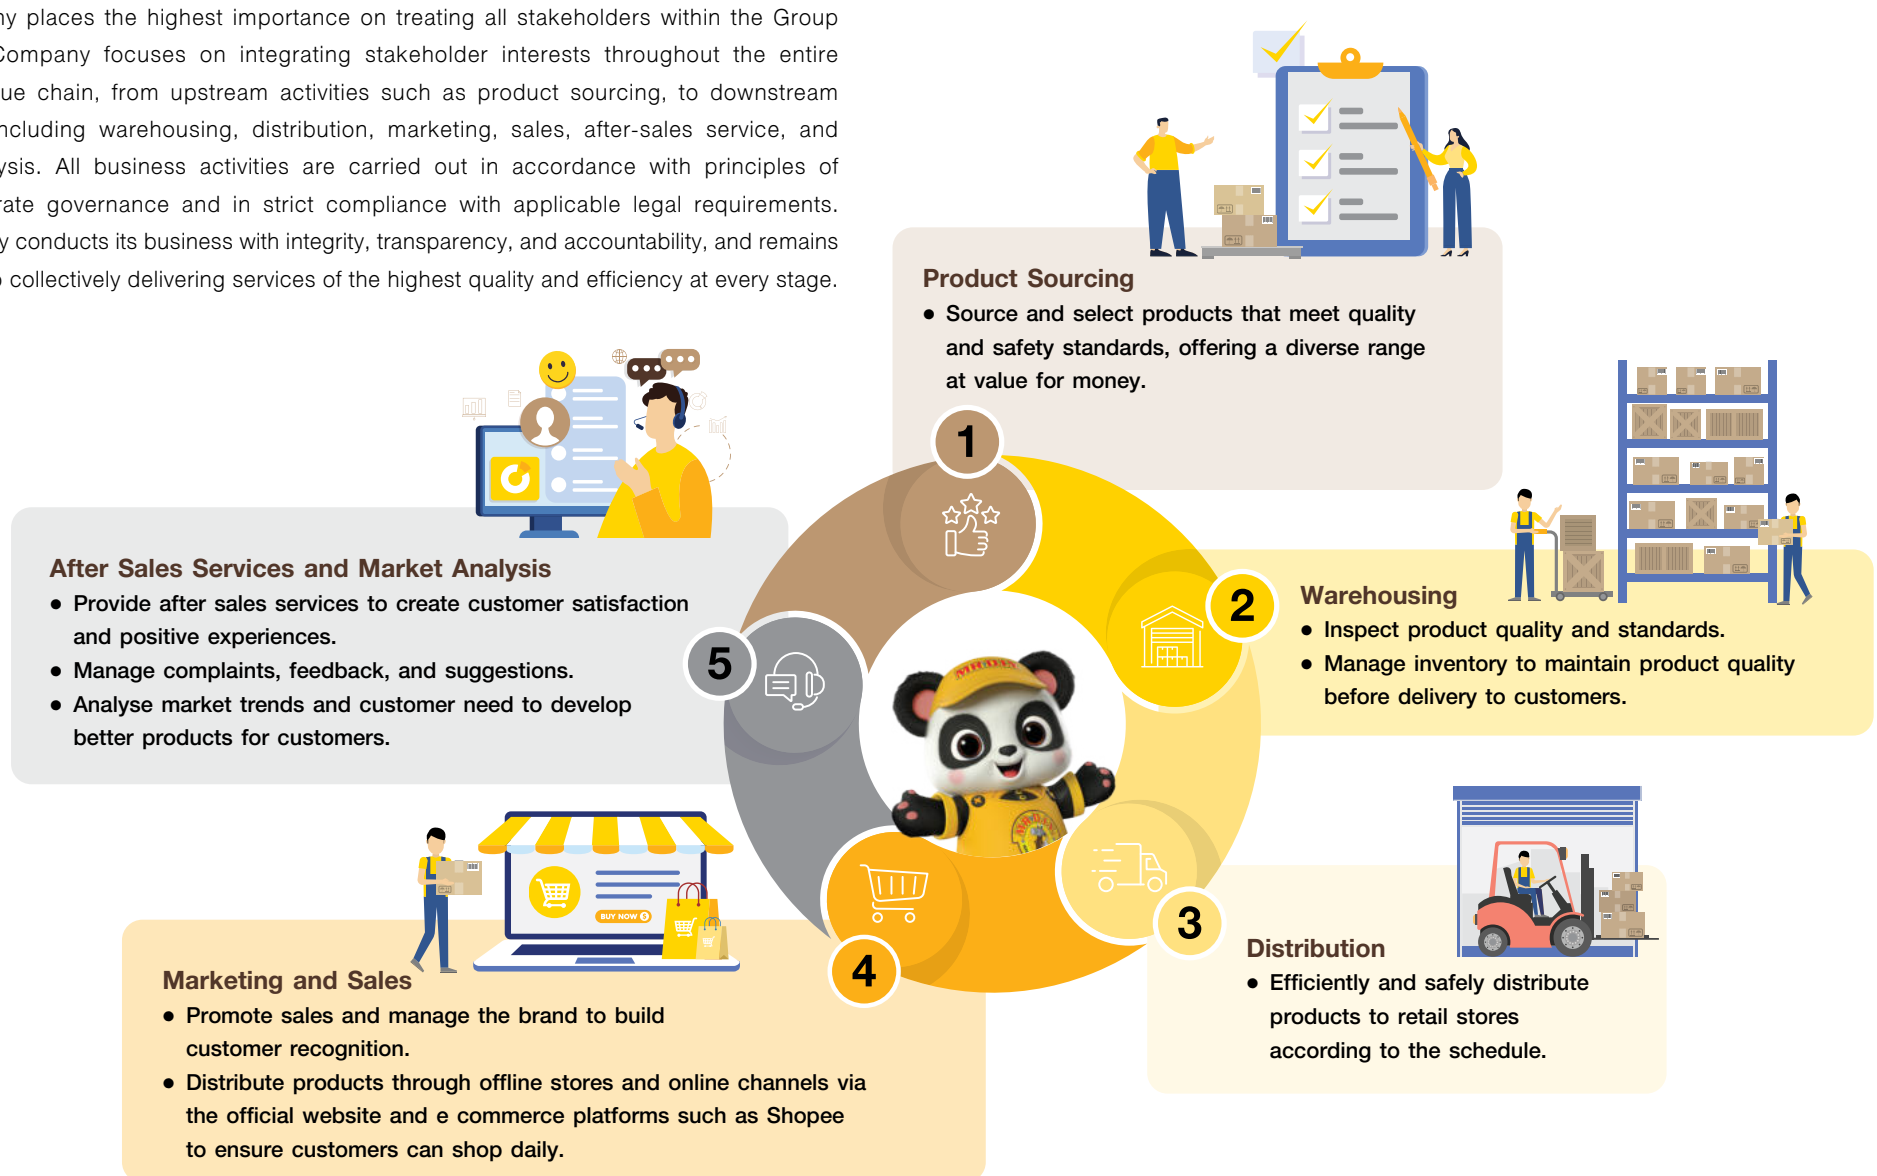 places the highest importance on treating all stakeholders within the Group
Company focuses on integrating stakeholder interests throughout the entire
chain, from upstream activities such as product sourcing, to downstream
including warehousing, distribution, marketing, sales, after-sales service, and
All business activities are carried out in accordance with principles of
governance and in strict compliance with applicable legal requirements.
conducts its business with integrity, transparency, and accountability, and remains
collectively delivering services of the highest quality and efficiency at every stage.
Product Sourcing
● Source and select products that meet quality
and safety standards, offering a diverse range
at value for money.
1
2
Warehousing
● Inspect product quality and standards.
● Manage inventory to maintain product quality
before delivery to customers.
3
Distribution
● Efficiently and safely distribute
products to retail stores
according to the schedule.
4
Marketing and Sales
● Promote sales and manage the brand to build
customer recognition.
● Distribute products through offline stores and online channels via
the official website and e commerce platforms such as Shopee
to ensure customers can shop daily.
BUY NOW
5
After Sales Services and Market Analysis
● Provide after sales services to create customer satisfaction
and positive experiences.
● Manage complaints, feedback, and suggestions.
● Analyse market trends and customer need to develop
better products for customers.
MR.D.I.Y.
MR.D.I.Y.